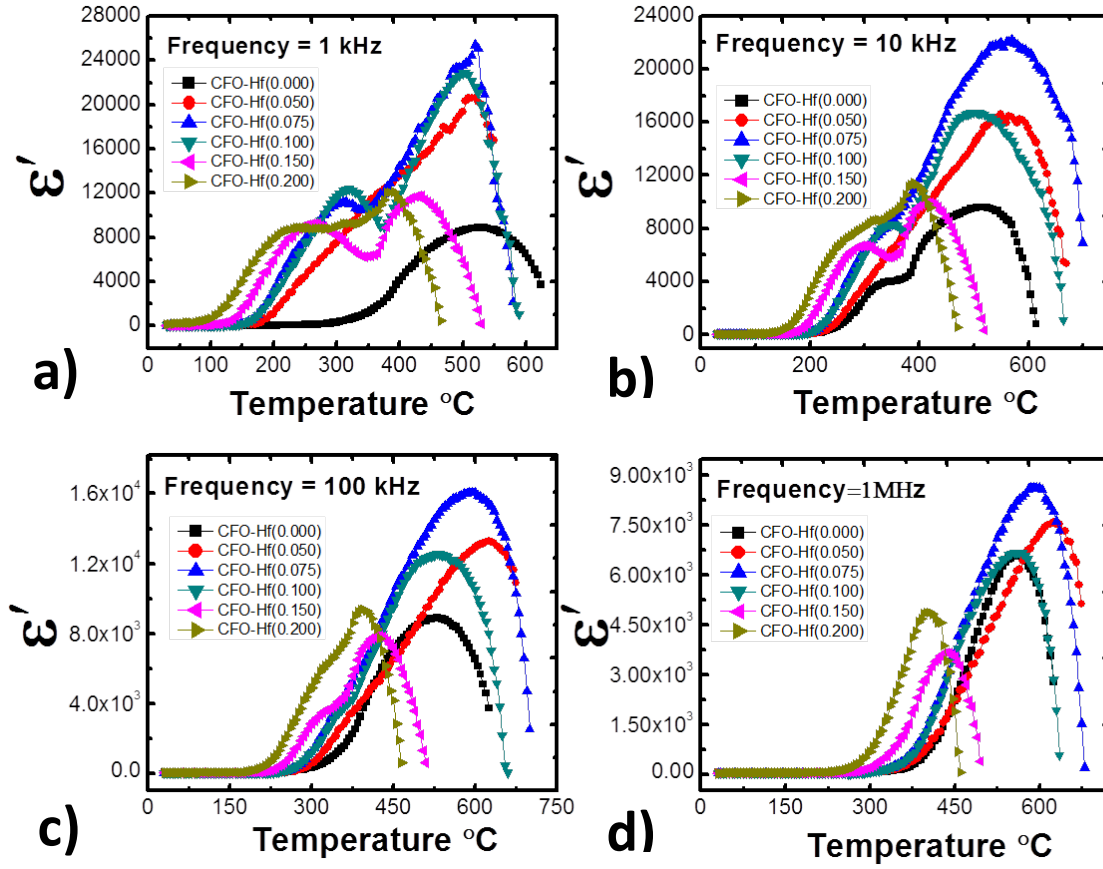 Frequency = 1 kHz
CFO-Hf(0.000)
CFO-Hf(0.050)
CFO-Hf(0.075)
CFO-Hf(0.100)
CFO-Hf(0.150)
CFO-Hf(0.200)
28000
24000
20000
16000
12000
8000
4000
0
ε′
0 100 200 300 400 500 600
a)
Temperature °C
Frequency = 10 kHz
CFO-Hf(0.000)
CFO-Hf(0.050)
CFO-Hf(0.075)
CFO-Hf(0.100)
CFO-Hf(0.150)
CFO-Hf(0.200)
24000
20000
16000
12000
8000
4000
0
ε′
0 200 400 600
b)
Temperature °C
Frequency = 100 kHz
CFO-Hf(0.000)
CFO-Hf(0.050)
CFO-Hf(0.075)
CFO-Hf(0.100)
CFO-Hf(0.150)
CFO-Hf(0.200)
1.6x10⁴
1.2x10⁴
8.0x10³
4.0x10³
0.0
ε′
0 150 300 450 600 750
c)
Temperature °C
Frequency=1MHz
CFO-Hf(0.000)
CFO-Hf(0.050)
CFO-Hf(0.075)
CFO-Hf(0.100)
CFO-Hf(0.150)
CFO-Hf(0.200)
9.00x10³
7.50x10³
6.00x10³
4.50x10³
3.00x10³
1.50x10³
0.00
ε′
0 150 300 450 600
d)
Temperature °C